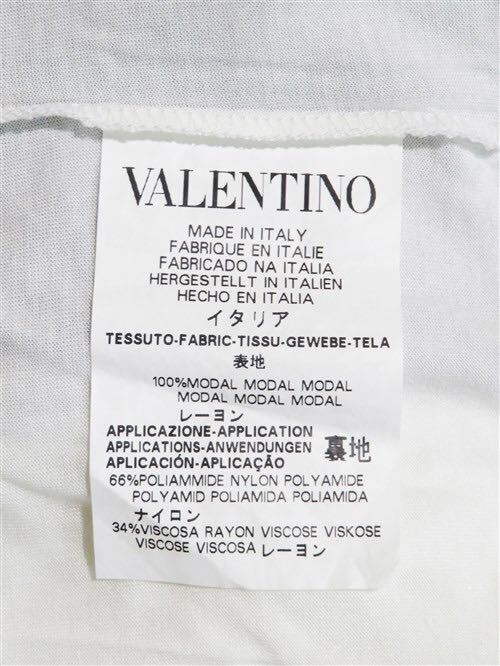 VALENTINO
MADE IN ITALY
FABRIQUE EN ITALIE
FABRICADO NA ITALIA
HERGESTELLT IN ITALIEN
HECHO EN ITALIA
イタリア
TESSUTO-FABRIC-TISSU-GEWEBE-TELA
表地
100%MODAL MODAL MODAL
MODAL MODAL MODAL
レーヨン
APPLICAZIONE-APPLICATION
APPLICATIONS-ANWENDUNGEN
APLICACIÓN-APLICAÇÃO
裏地
66%POLIAMMIDE NYLON POLYAMIDE
POLYAMID POLIAMIDA POLIAMIDA
ナイロン
34%VISCOSA RAYON VISCOSE VISKOSE
VISCOSE VISCOSA レーヨン